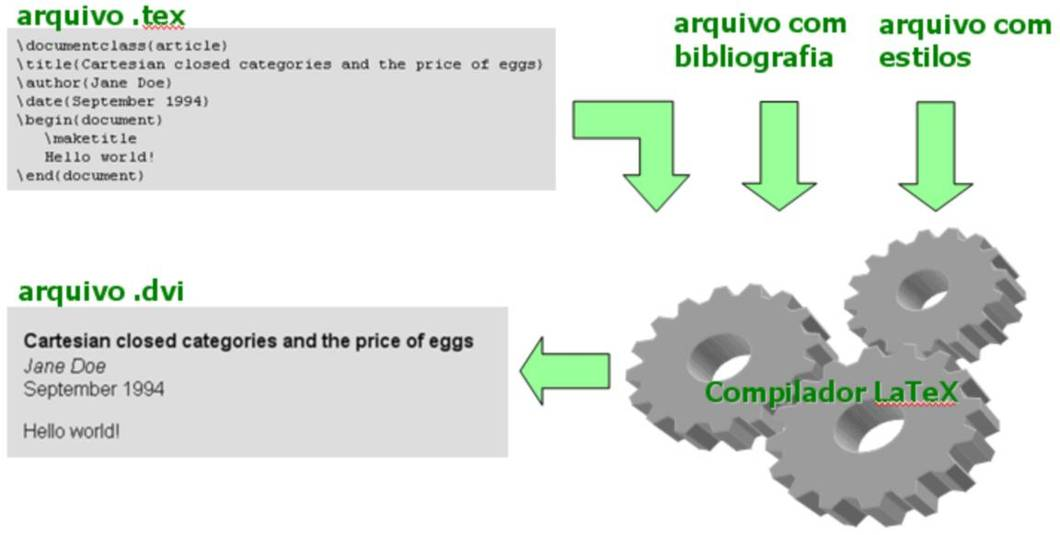 arquivo .tex
\documentclass(article)
\title(Cartesian closed categories and the price of eggs)
\author(Jane Doe)
\date(September 1994)
\begin(document)
\maketitle
Hello world!
\end(document)
arquivo com
bibliografia
arquivo com
estilos
arquivo .dvi
Cartesian closed categories and the price of eggs
Jane Doe
September 1994
Hello world!
Compilador LaTeX